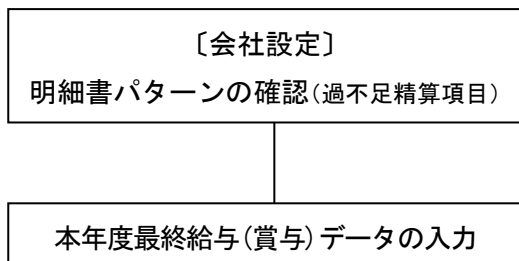 〔会社設定〕
明細書パターンの確認(過不足精算項目)
本年度最終給与(賞与)データの入力